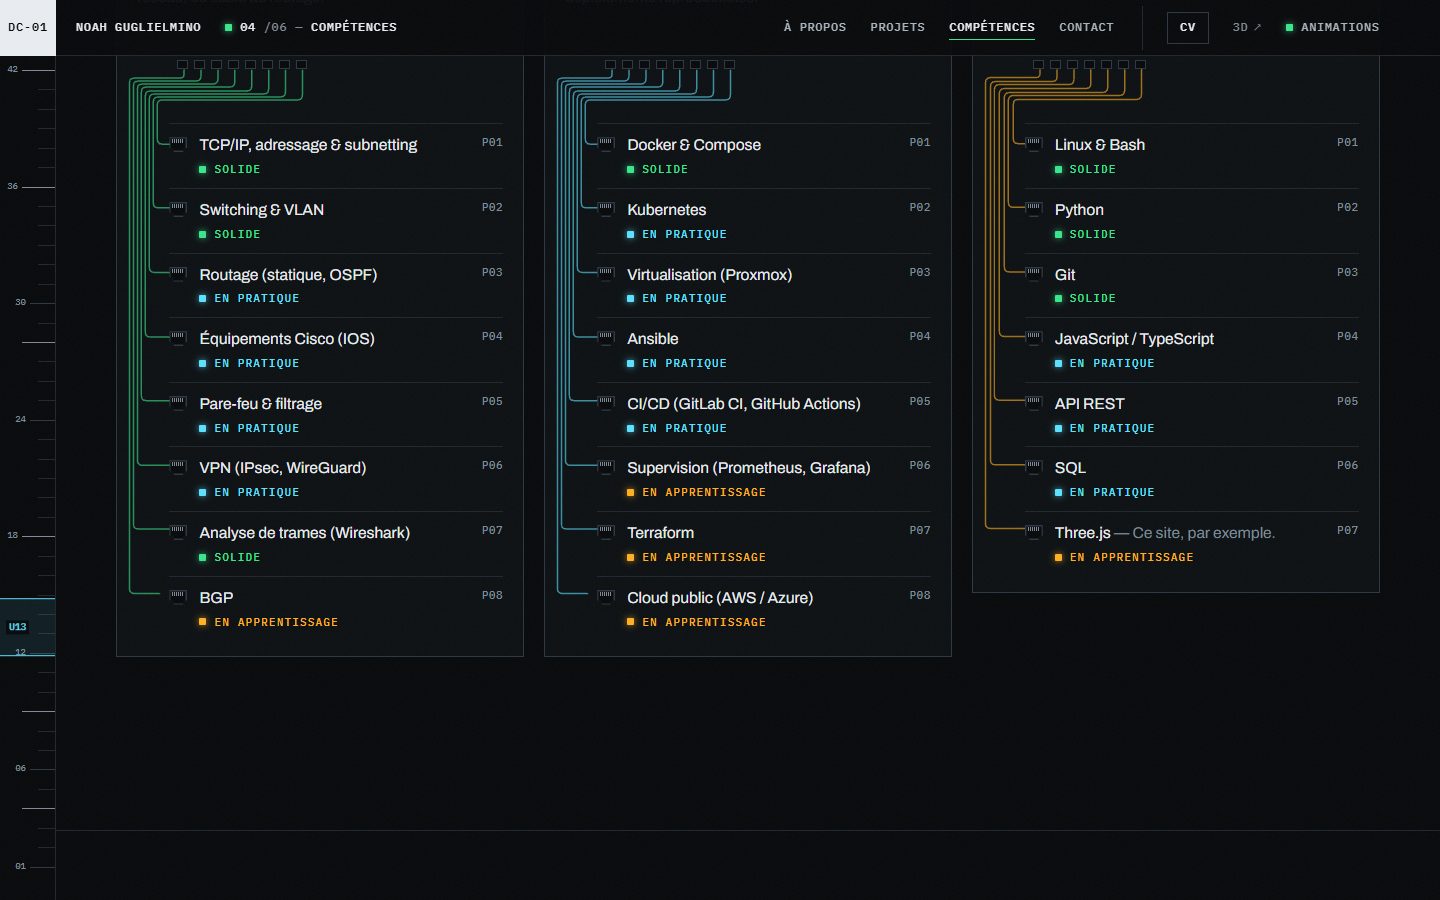 DC-01
NOAH GUGLIELMINO
04 /06 — COMPÉTENCES
À PROPOS
PROJETS
COMPÉTENCES
CONTACT
CV
3D ↗
ANIMATIONS
42
36
30
24
18
U13
12
06
01
TCP/IP, adressage & subnetting P01
SOLIDE
Switching & VLAN P02
SOLIDE
Routage (statique, OSPF) P03
EN PRATIQUE
Équipements Cisco (IOS) P04
EN PRATIQUE
Pare-feu & filtrage P05
EN PRATIQUE
VPN (IPsec, WireGuard) P06
EN PRATIQUE
Analyse de trames (Wireshark) P07
SOLIDE
BGP P08
EN APPRENTISSAGE
Docker & Compose P01
SOLIDE
Kubernetes P02
EN PRATIQUE
Virtualisation (Proxmox) P03
EN PRATIQUE
Ansible P04
EN PRATIQUE
CI/CD (GitLab CI, GitHub Actions) P05
EN PRATIQUE
Supervision (Prometheus, Grafana) P06
EN APPRENTISSAGE
Terraform P07
EN APPRENTISSAGE
Cloud public (AWS / Azure) P08
EN APPRENTISSAGE
Linux & Bash P01
SOLIDE
Python P02
SOLIDE
Git P03
SOLIDE
JavaScript / TypeScript P04
EN PRATIQUE
API REST P05
EN PRATIQUE
SQL P06
EN PRATIQUE
Three.js — Ce site, par exemple. P07
EN APPRENTISSAGE